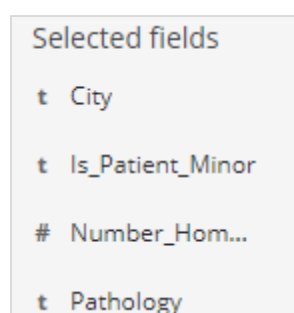 Selected fields
t City
t Is_Patient_Minor
# Number_Hom...
t Pathology